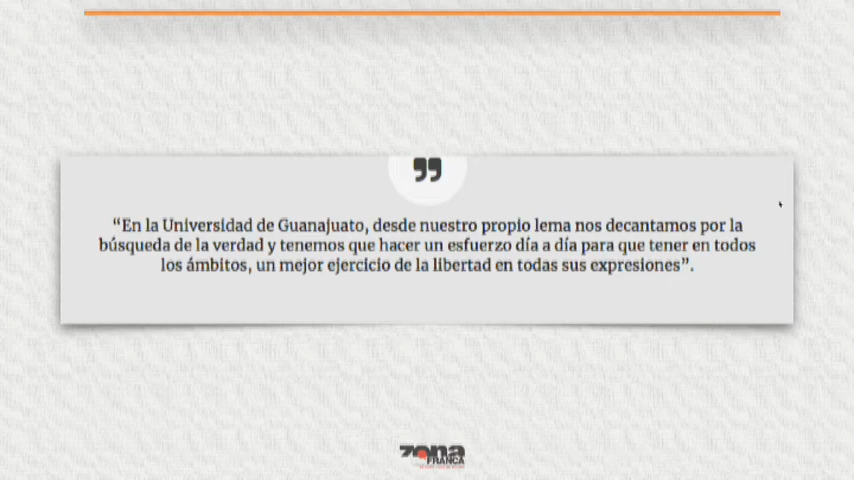 ”
“En la Universidad de Guanajuato, desde nuestro propio lema nos decantamos por la
búsqueda de la verdad y tenemos que hacer un esfuerzo día a día para que tener en todos
los ámbitos, un mejor ejercicio de la libertad en todas sus expresiones”.
zona
FRANCA